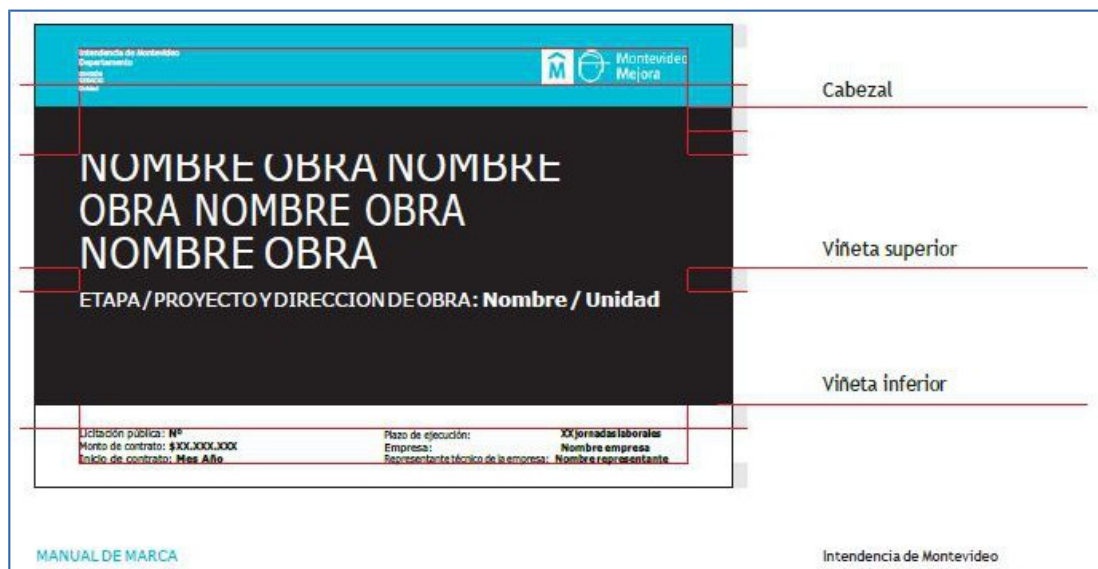 Intendencia de Montevideo
Departamento
DIVISIÓN
SERVICIO
Unidad
M Montevideo
Mejora
Cabezal
NOMBRE OBRA NOMBRE
OBRA NOMBRE OBRA
NOMBRE OBRA
Viñeta superior
ETAPA / PROYECTO Y DIRECCION DE OBRA: Nombre / Unidad
Viñeta inferior
Licitación pública: Nº
Monto de contrato: $XX.XXX.XXX
Inicio de contrato: Mes Año
Plazo de ejecución: XX jornadas laborales
Empresa: Nombre empresa
Representante técnico de la empresa: Nombre representante
MANUAL DE MARCA
Intendencia de Montevideo